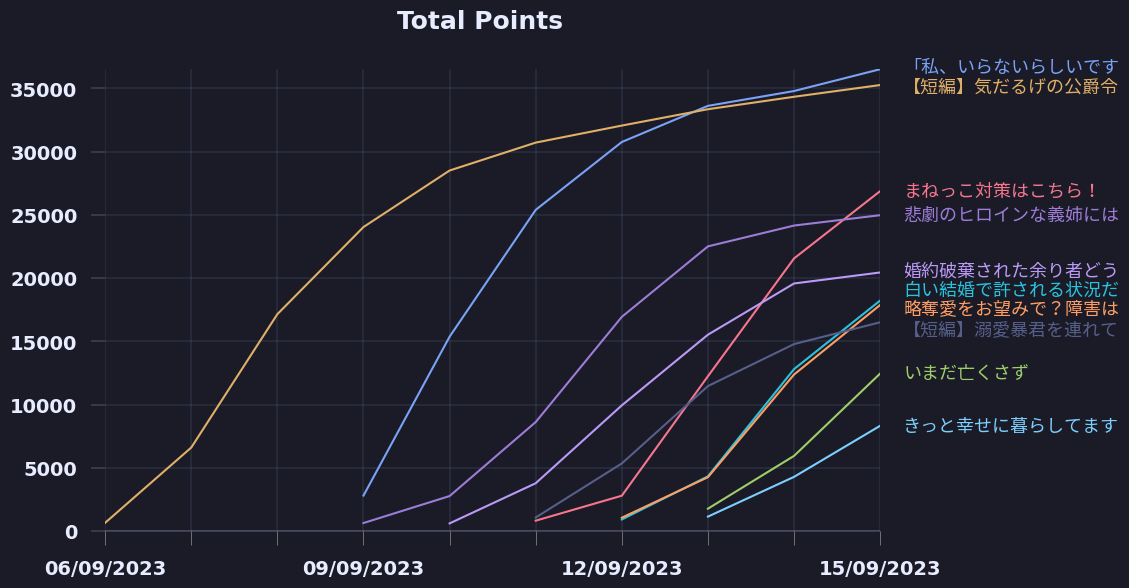 Total Points
35000
30000
25000
20000
15000
10000
5000
0
06/09/2023
09/09/2023
12/09/2023
15/09/2023
「私、いらないらしいです
【短編】気だるげの公爵令
まねっこ対策はこちら！
悲劇のヒロインな義姉には
婚約破棄された余り者どう
白い結婚で許される状況だ
略奪愛をお望みで？障害は
【短編】溺愛暴君を連れて
いまだ亡くさず
きっと幸せに暮らしてます